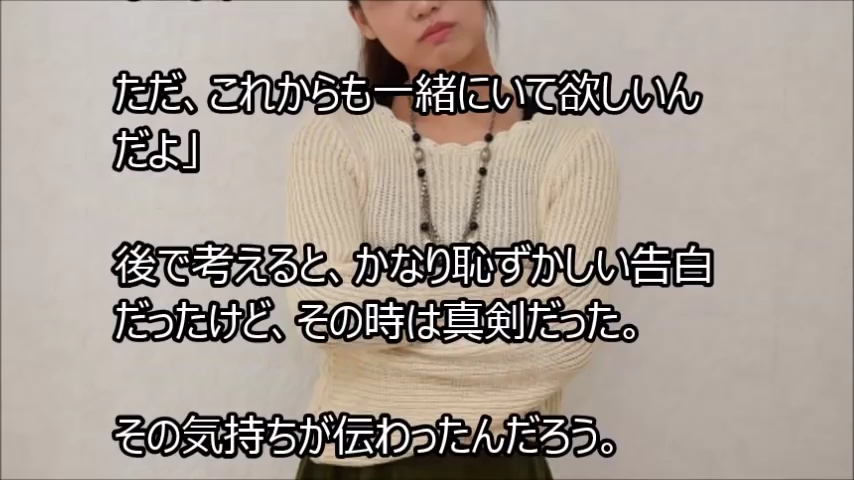 ただ、これからも一緒にいて欲しいん
だよ」
後で考えると、かなり恥ずかしい告白
だったけど、その時は真剣だった。
その気持ちが伝わったんだろう。